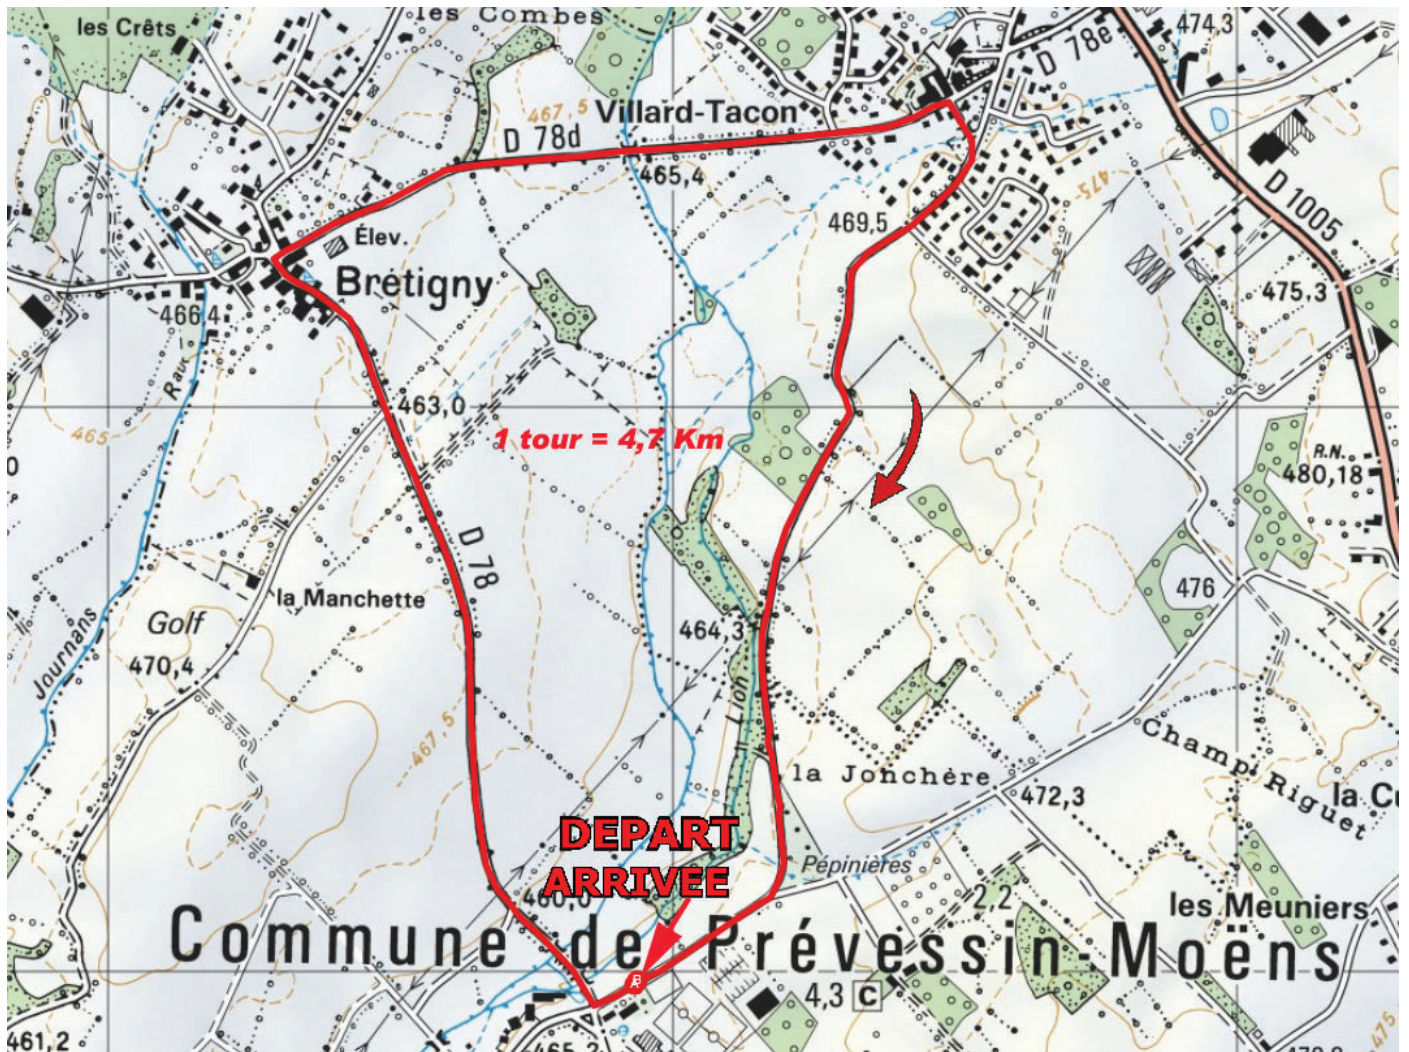 les Combes
les Crêts
474,3
D 78e
467,5
Villard-Tacon
D 78d
465,4
475
D 1005
469,5
Élev.
Brétigny
475,3
466,4
Rau
463,0
465
1 tour = 4,7 Km
R.N.
480,18
D 78
la Manchette
476
Golf
464,3
Journans
470,4
Lion
467,5
Champ Riguet
la Jonchère
472,3
DEPART
ARRIVEE
Pépinières
460,0
2,2
les Meuniers
Commune de Prévessin-Moëns
4,3 C
461,2
465,2
475